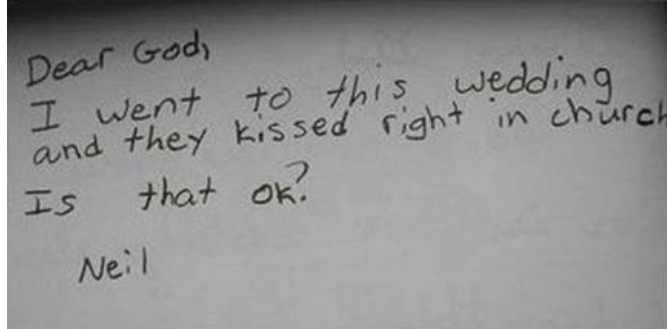 Dear God,
I went to this wedding
and they kissed right in church
Is that ok?
Neil